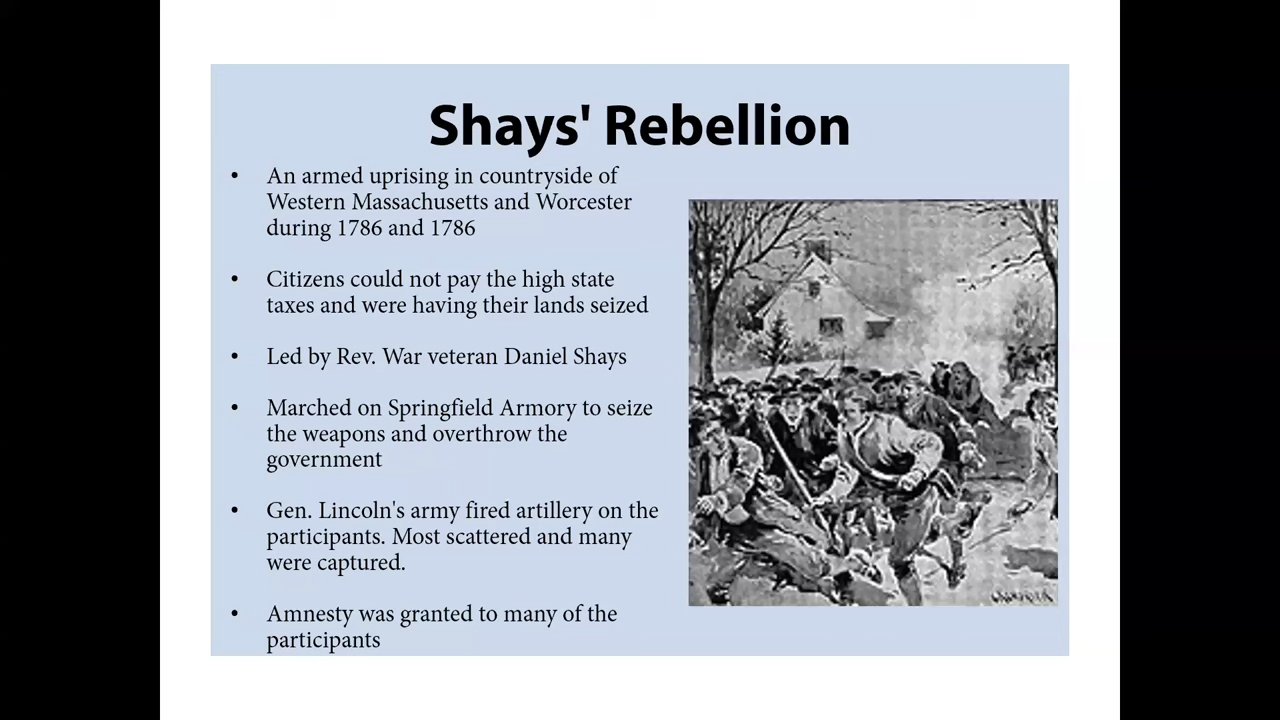 Shays' Rebellion
• An armed uprising in countryside of
Western Massachusetts and Worcester
during 1786 and 1786
• Citizens could not pay the high state
taxes and were having their lands seized
• Led by Rev. War veteran Daniel Shays
• Marched on Springfield Armory to seize
the weapons and overthrow the
government
• Gen. Lincoln's army fired artillery on the
participants. Most scattered and many
were captured.
• Amnesty was granted to many of the
participants